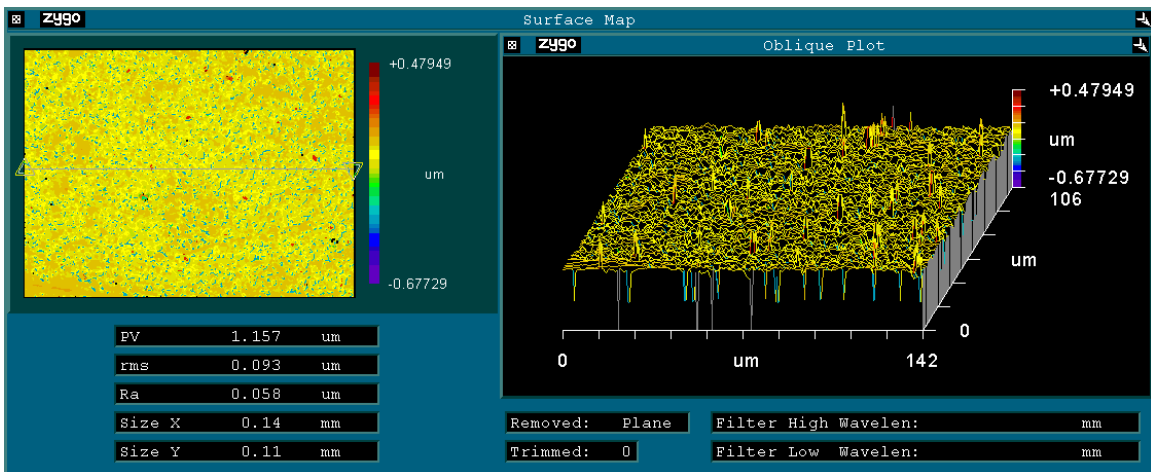 zygo Surface Map
+0.47949
um
-0.67729
zygo Oblique Plot
+0.47949
um
-0.67729
106
um
0
0 um 142
PV 1.157 um
rms 0.093 um
Ra 0.058 um
Size X 0.14 mm
Size Y 0.11 mm
Removed: Plane
Trimmed: 0
Filter High Wavelen: mm
Filter Low Wavelen: mm